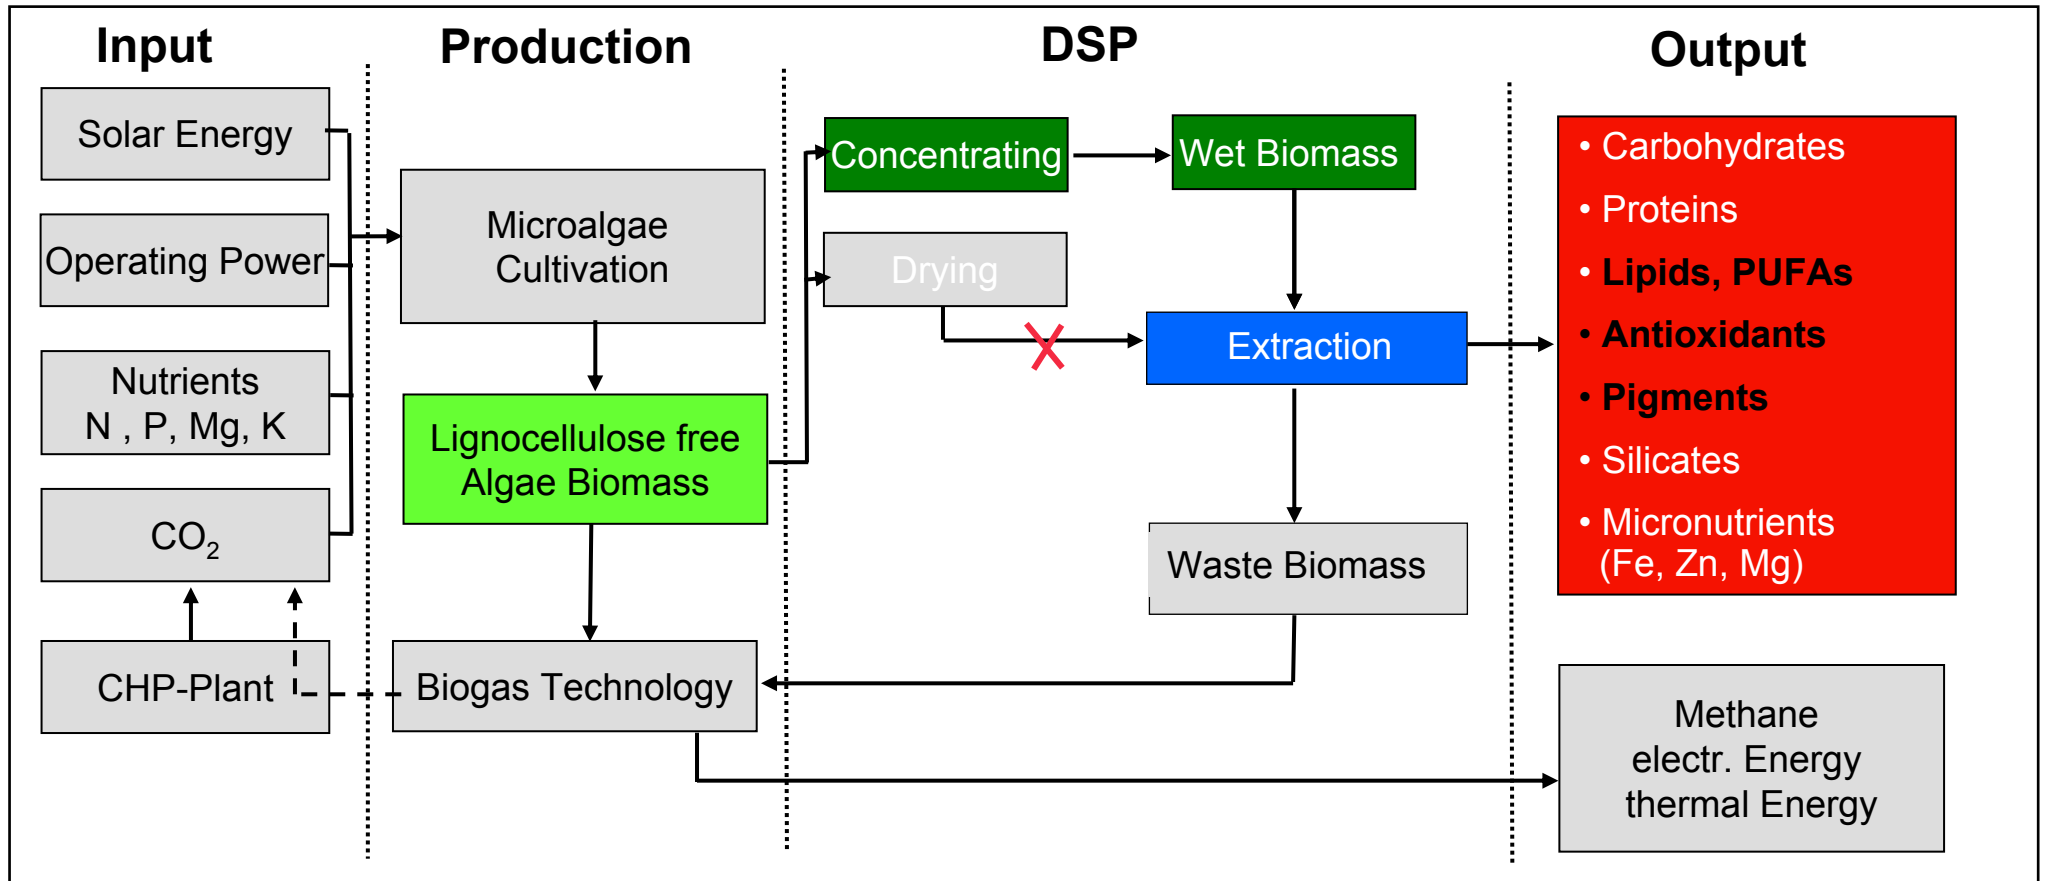 Input
Production
DSP
Output
Solar Energy
Operating Power
Nutrients
N , P, Mg, K
CO₂
CHP-Plant
Microalgae
Cultivation
Lignocellulose free
Algae Biomass
Biogas Technology
Concentrating
Wet Biomass
Drying
Extraction
Waste Biomass
• Carbohydrates
• Proteins
• Lipids, PUFAs
• Antioxidants
• Pigments
• Silicates
• Micronutrients
(Fe, Zn, Mg)
Methane
electr. Energy
thermal Energy